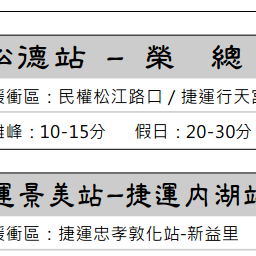 松德站 – 榮 總
緩衝區：民權松江路口 / 捷運行天宮
離峰：10-15分 假日：20-30分
運景美站–捷運內湖站
緩衝區：捷運忠孝敦化站-新益里